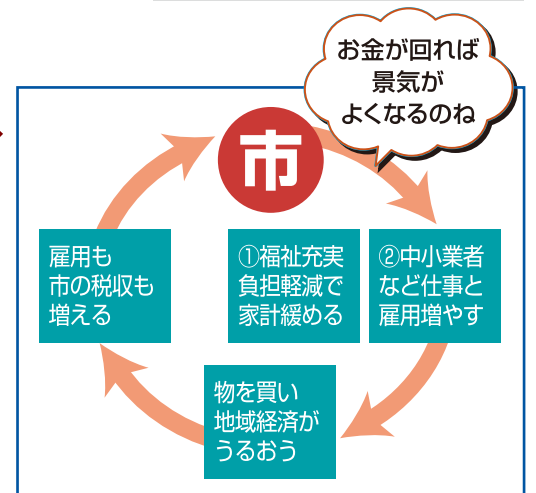 お金が回れば
景気が
よくなるのね
市
①福祉充実
負担軽減で
家計緩める
②中小業者
など仕事と
雇用増やす
物を買い
地域経済が
うるおう
雇用も
市の税収も
増える